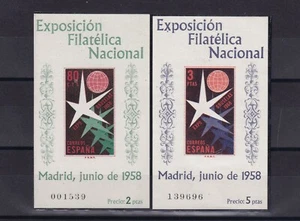 Exposición
Filatélica
Nacional
80
CTS
CORREOS
ESPAÑA
Madrid, junio de 1958
001539
Precio: 2 ptas
Exposición
Filatélica
Nacional
3
PTAS
CORREOS
ESPAÑA
Madrid, junio de 1958
139696
Precio: 5 ptas